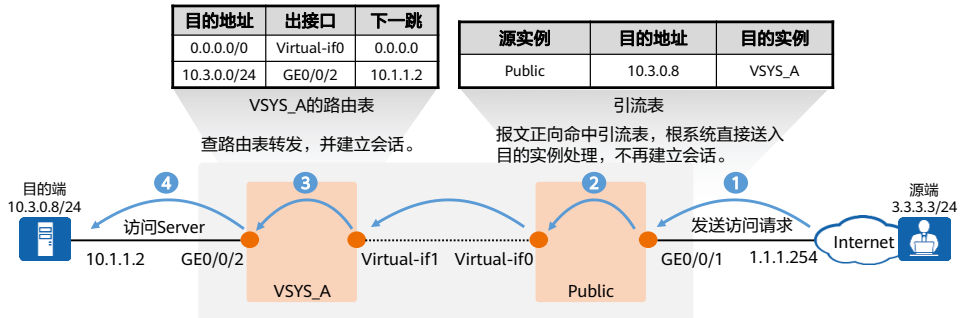 目的地址 出接口 下一跳
0.0.0.0/0 Virtual-if0 0.0.0.0
10.3.0.0/24 GE0/0/2 10.1.1.2
VSYS_A的路由表
源实例 目的地址 目的实例
Public 10.3.0.8 VSYS_A
引流表
查路由表转发，并建立会话。
报文正向命中引流表，根系统直接送入
目的实例处理，不再建立会话。
4 3 2 1
目的端
10.3.0.8/24
源端
3.3.3.3/24
访问Server
发送访问请求
Internet
10.1.1.2 GE0/0/2 Virtual-if1 Virtual-if0 GE0/0/1 1.1.1.254
VSYS_A Public